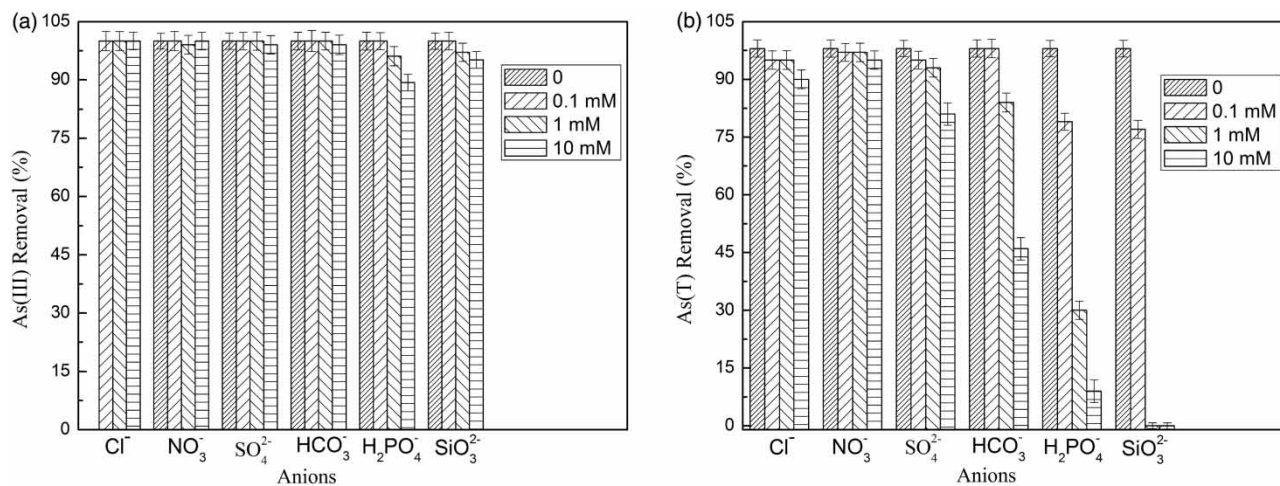 (a)
105
90
75
60
45
30
15
0
As(III) Removal (%)
0
0.1 mM
1 mM
10 mM
Cl⁻ NO₃⁻ SO₄²⁻ HCO₃⁻ H₂PO₄⁻ SiO₃²⁻
Anions
(b)
105
90
75
60
45
30
15
0
As(T) Removal (%)
0
0.1 mM
1 mM
10 mM
Cl⁻ NO₃⁻ SO₄²⁻ HCO₃⁻ H₂PO₄⁻ SiO₃²⁻
Anions